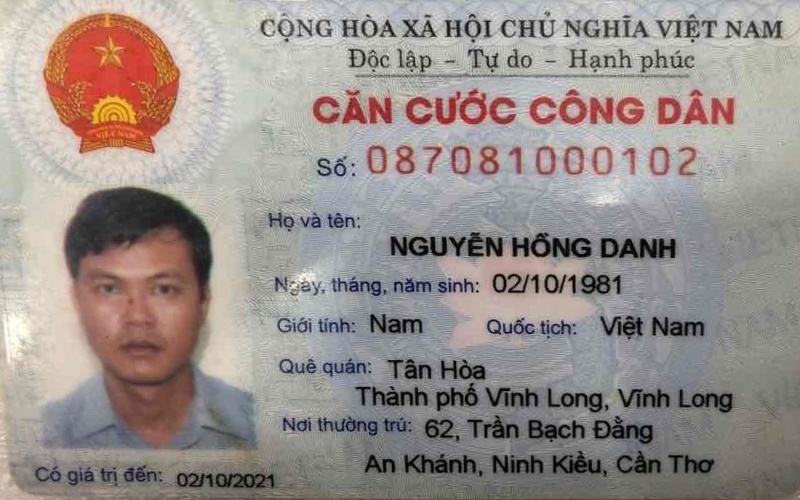 CỘNG HÒA XÃ HỘI CHỦ NGHĨA VIỆT NAM
Độc lập - Tự do - Hạnh phúc
CĂN CƯỚC CÔNG DÂN
Số: 087081000102
Họ và tên:
NGUYỄN HỒNG DANH
Ngày, tháng, năm sinh: 02/10/1981
Giới tính: Nam Quốc tịch: Việt Nam
Quê quán: Tân Hòa
Thành phố Vĩnh Long, Vĩnh Long
Nơi thường trú: 62, Trần Bạch Đằng
An Khánh, Ninh Kiều, Cần Thơ
Có giá trị đến: 02/10/2021